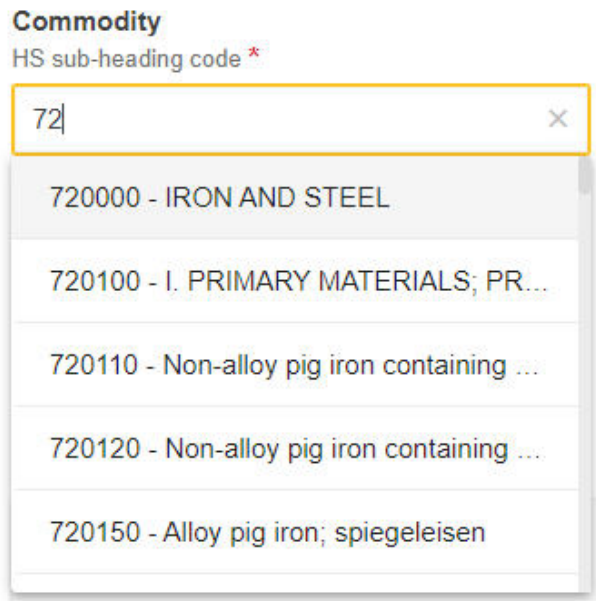 Commodity
HS sub-heading code *
72
720000 - IRON AND STEEL
720100 - I. PRIMARY MATERIALS; PR...
720110 - Non-alloy pig iron containing ...
720120 - Non-alloy pig iron containing ...
720150 - Alloy pig iron; spiegeleisen